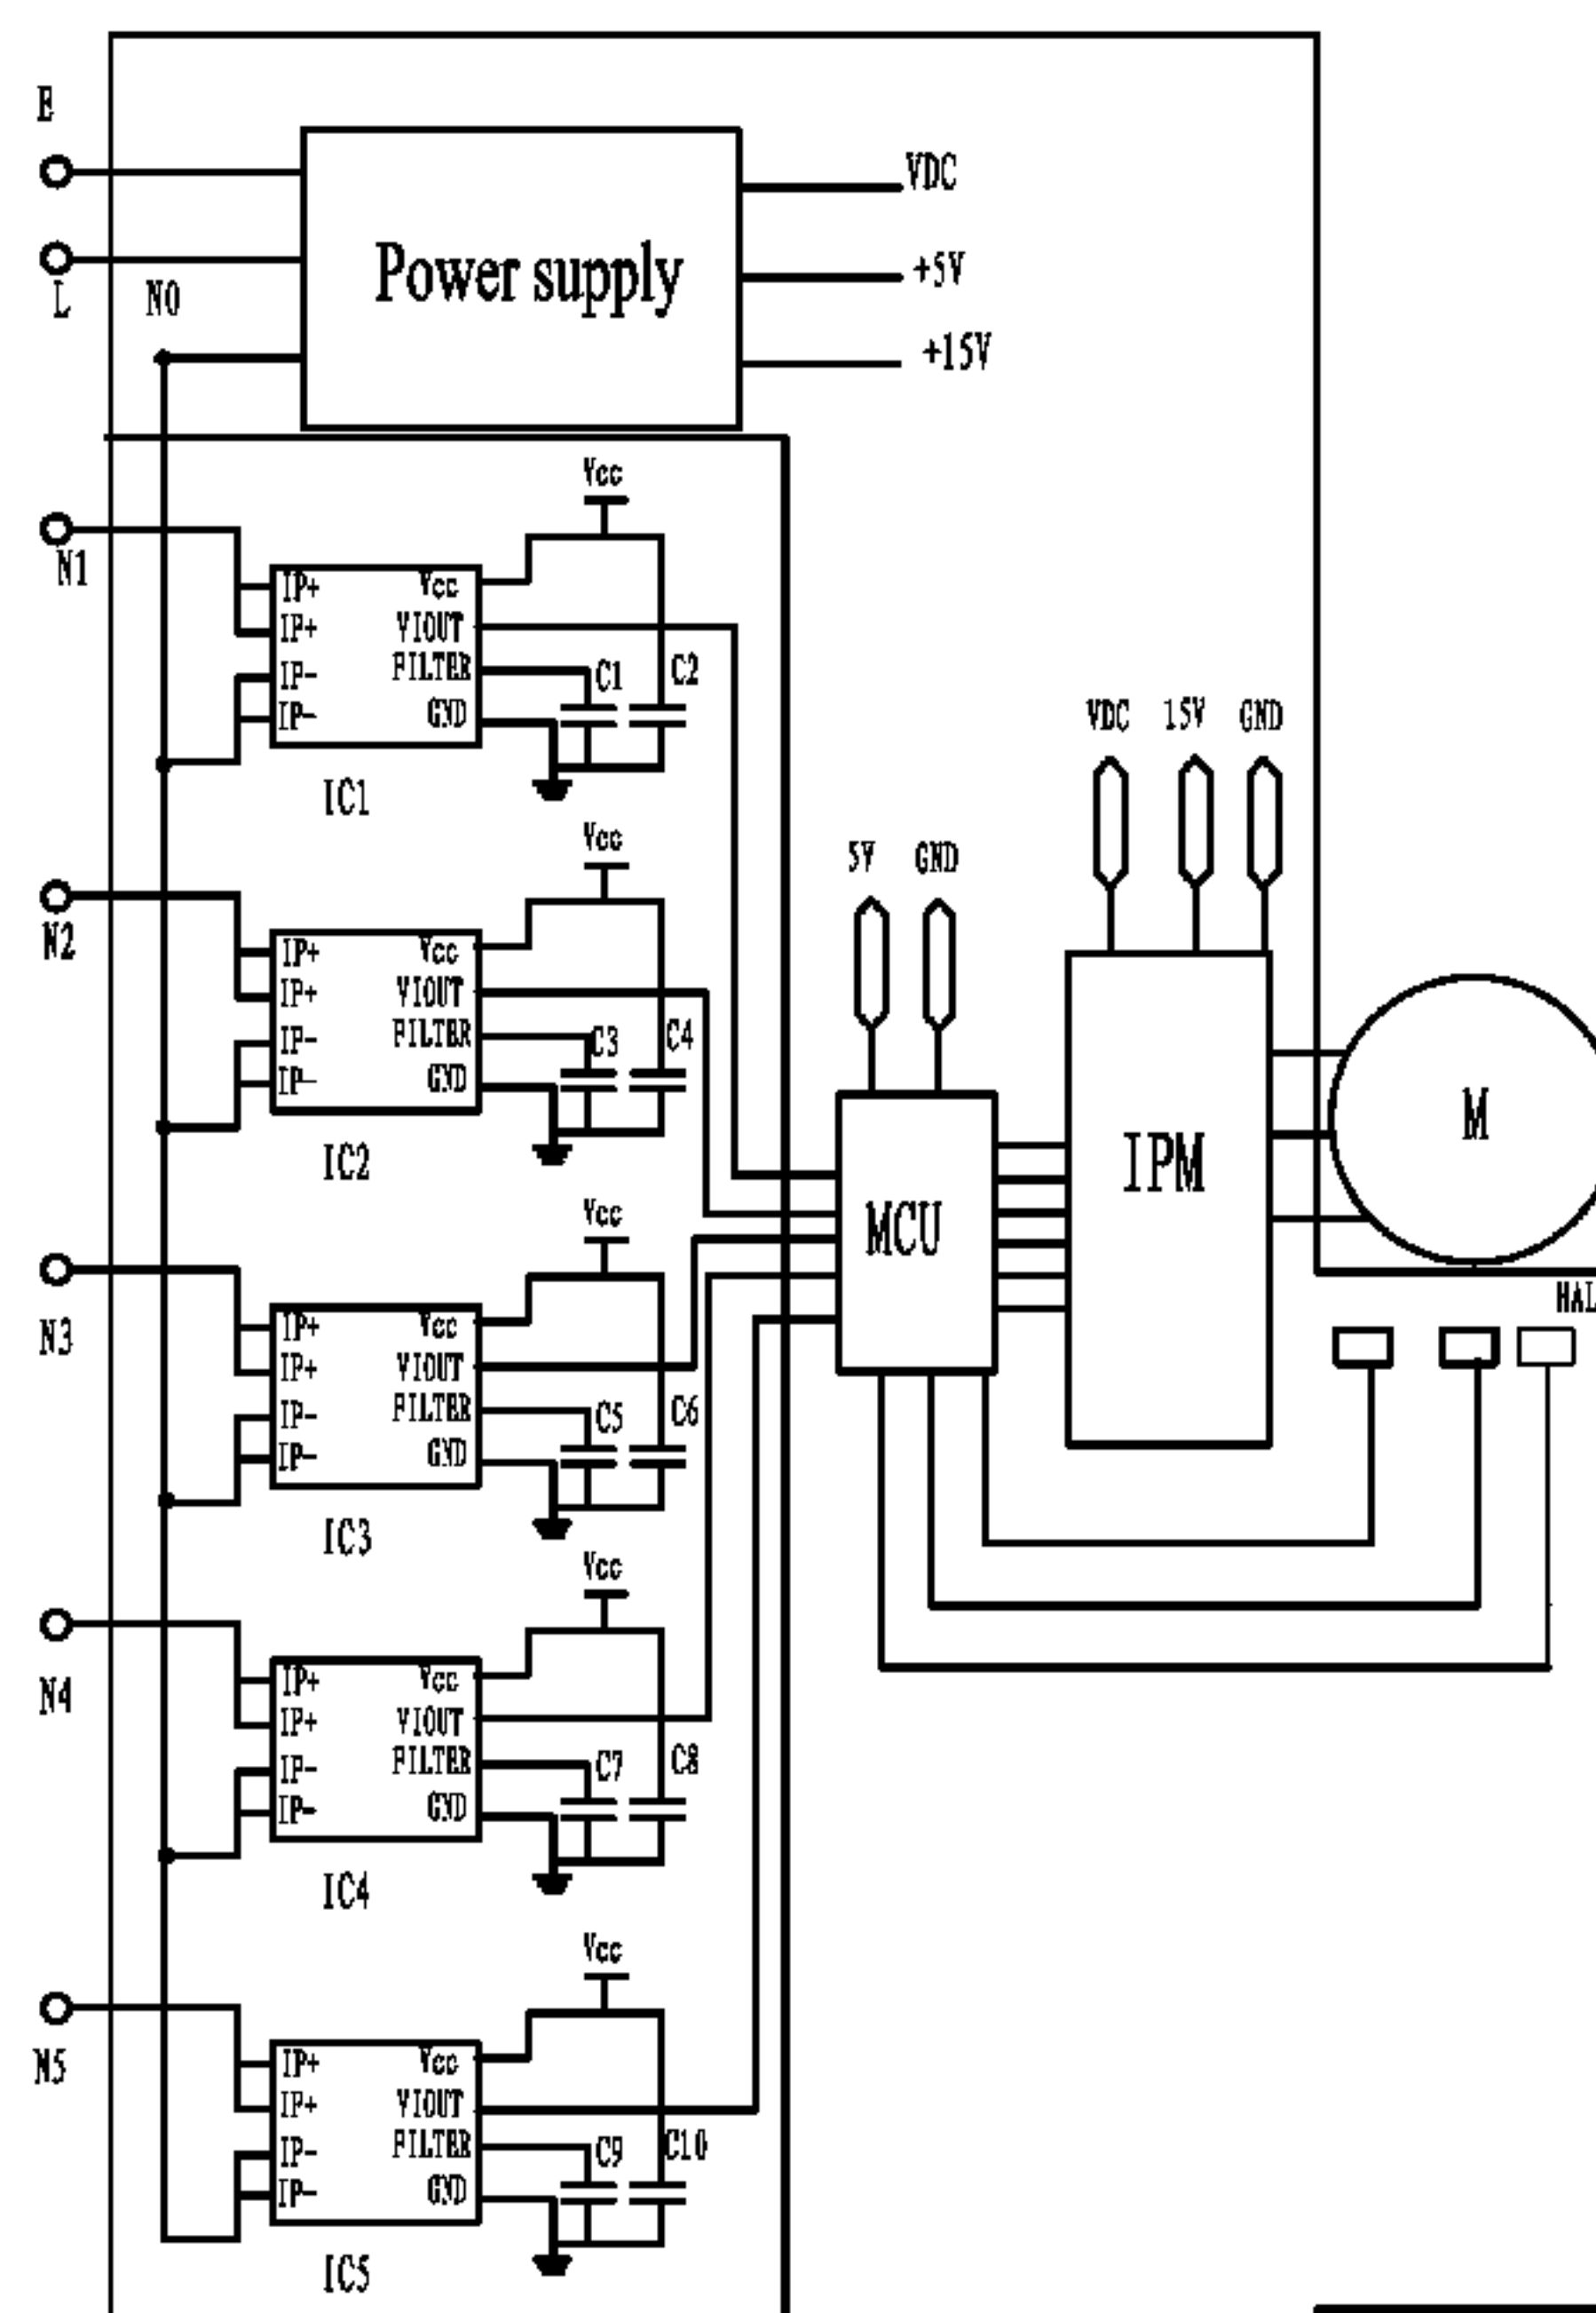 E
VDC
Power supply
+5V
L
NO
+15V
Vcc
N1
IP+ Vcc
IP+ VIOUT
IP- FILTER
IP- GND
C1 C2
IC1
VDC 15V GND
Vcc
5V GND
N2
IP+ Vcc
IP+ VIOUT
IP- FILTER
IP- GND
C3 C4
IC2
M
IPM
MCU
Vcc
N3
HAL
IP+ Vcc
IP+ VIOUT
IP- FILTER
IP- GND
C5 C6
IC3
Vcc
N4
IP+ Vcc
IP+ VIOUT
IP- FILTER
IP- GND
C7 C8
IC4
Vcc
N5
IP+ Vcc
IP+ VIOUT
IP- FILTER
IP- GND
C9 C10
IC5